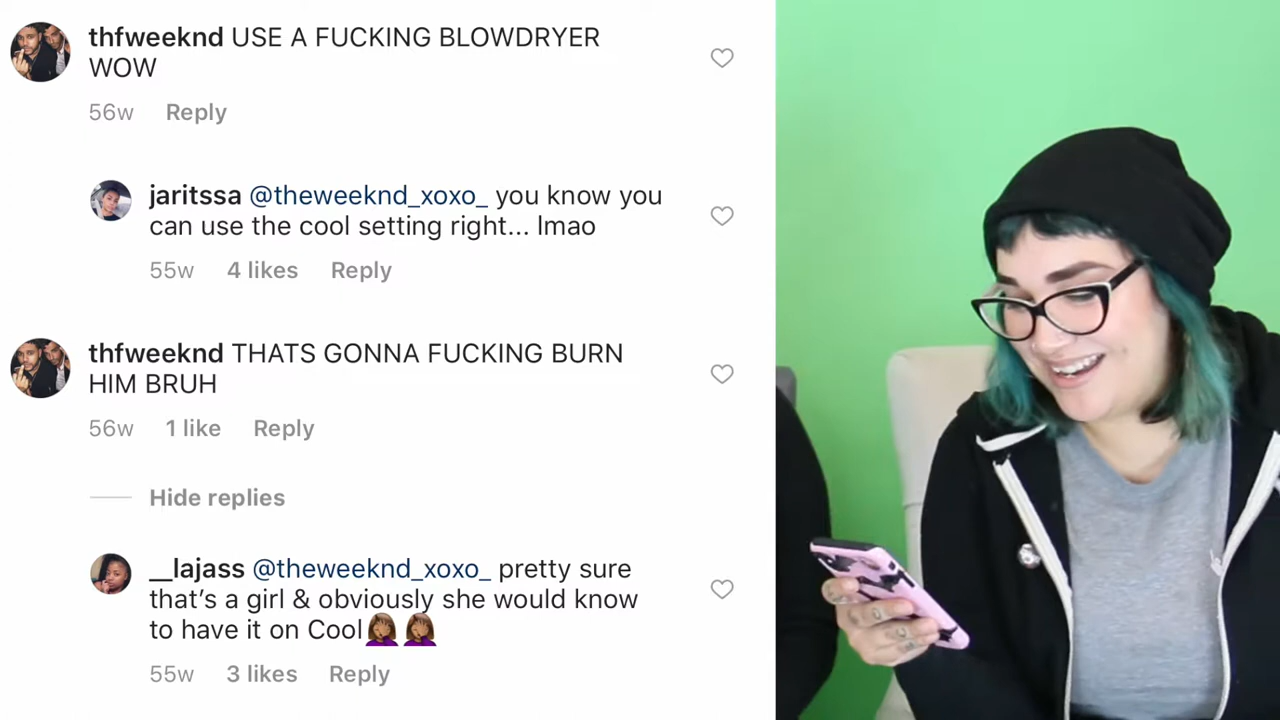 thfweeknd USE A FUCKING BLOWDRYER
WOW
56w Reply
jaritssa @theweeknd_xoxo_ you know you
can use the cool setting right... lmao
55w 4 likes Reply
thfweeknd THATS GONNA FUCKING BURN
HIM BRUH
56w 1 like Reply
Hide replies
__lajass @theweeknd_xoxo_ pretty sure
that's a girl & obviously she would know
to have it on Cool🤦🏾‍♀️🤦🏾‍♀️
55w 3 likes Reply